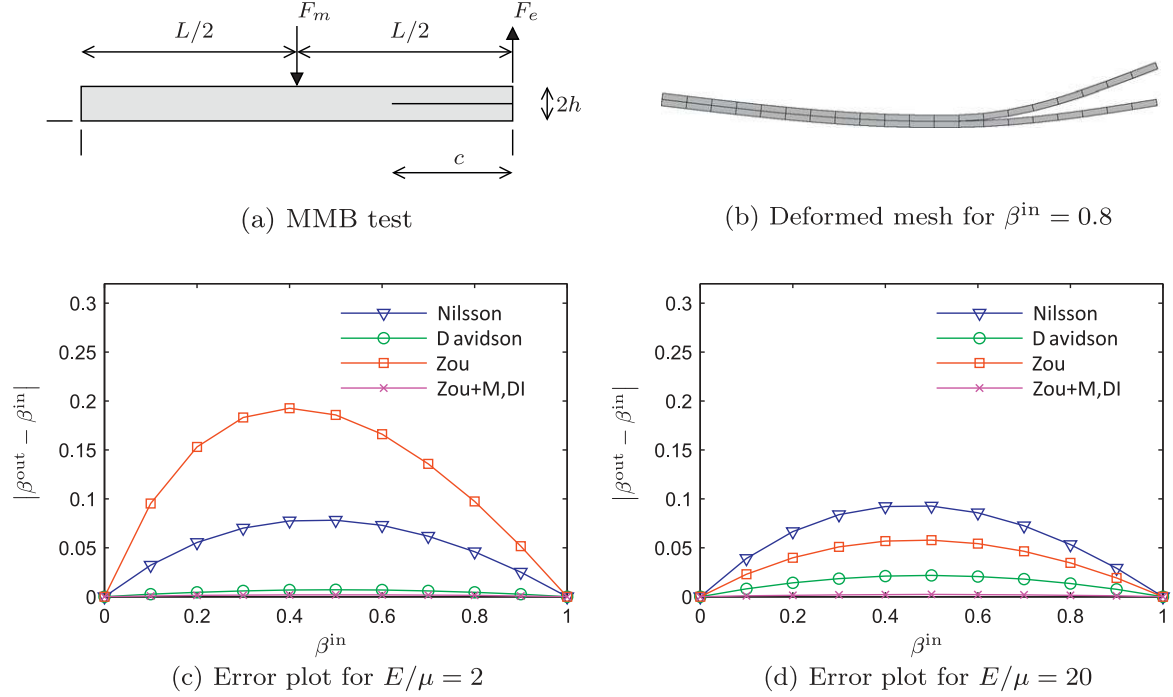 F_m
F_e
L/2
L/2
2h
c
(a) MMB test
(b) Deformed mesh for β^in = 0.8
0.3
0.25
0.2
0.15
0.1
0.05
0
|β^out − β^in|
Nilsson
D avidson
Zou
Zou+M,DI
0
0.2
0.4
0.6
0.8
1
β^in
(c) Error plot for E/μ = 2
0.3
0.25
0.2
0.15
0.1
0.05
0
|β^out − β^in|
Nilsson
D avidson
Zou
Zou+M,DI
0
0.2
0.4
0.6
0.8
1
β^in
(d) Error plot for E/μ = 20